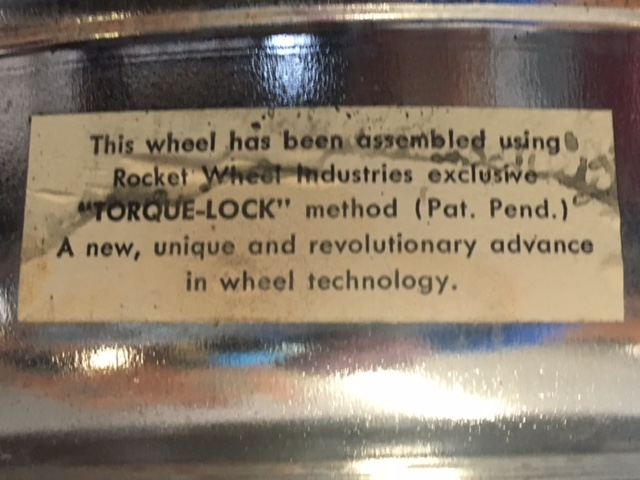 This wheel has been assembled using
Rocket Wheel Industries exclusive
"TORQUE-LOCK" method (Pat. Pend.)
A new, unique and revolutionary advance
in wheel technology.